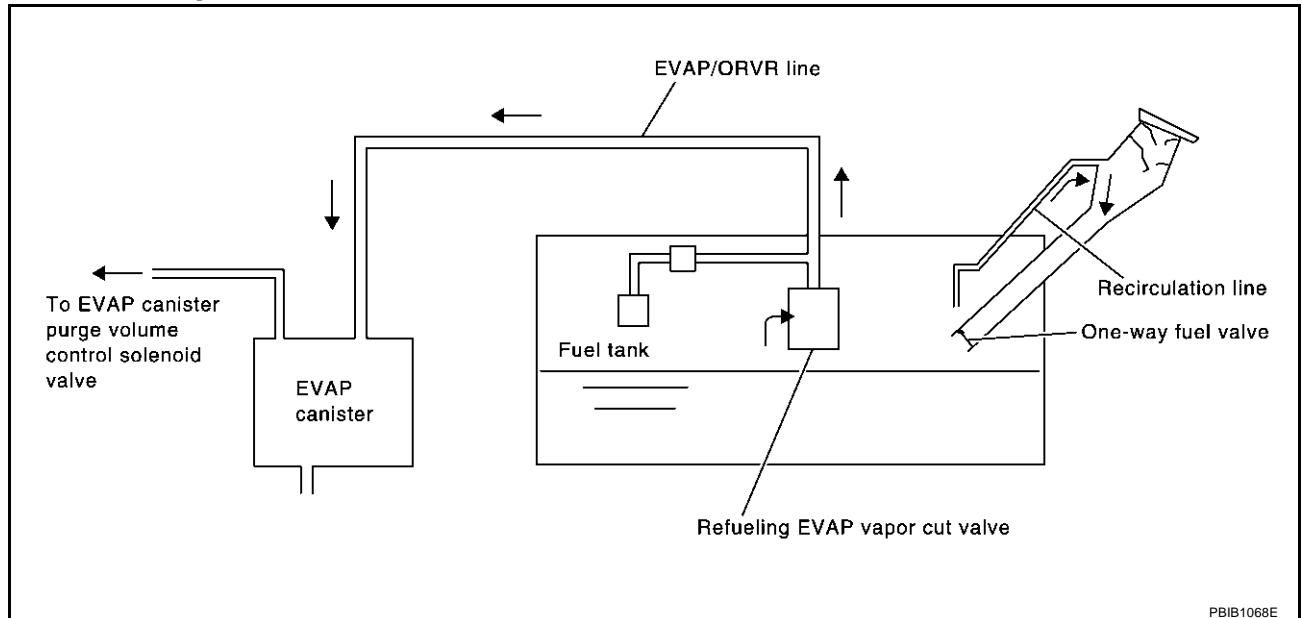 EVAP/ORVR line
Recirculation line
One-way fuel valve
To EVAP canister
purge volume
control solenoid
valve
Fuel tank
EVAP
canister
Refueling EVAP vapor cut valve
PBIB1068E